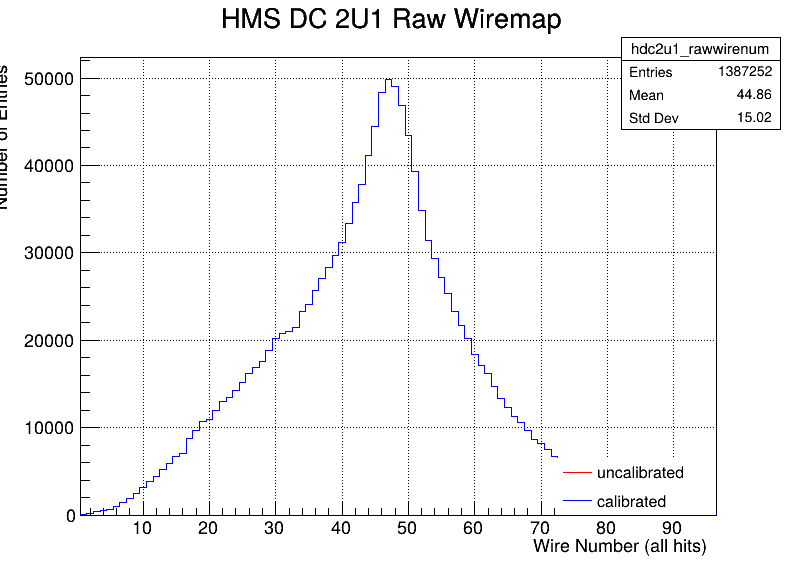 HMS DC 2U1 Raw Wiremap
hdc2u1_rawwirenum
Entries 1387252
Mean 44.86
Std Dev 15.02
Number of Entries
50000
40000
30000
20000
10000
0
10 20 30 40 50 60 70 80 90
uncalibrated
calibrated
Wire Number (all hits)